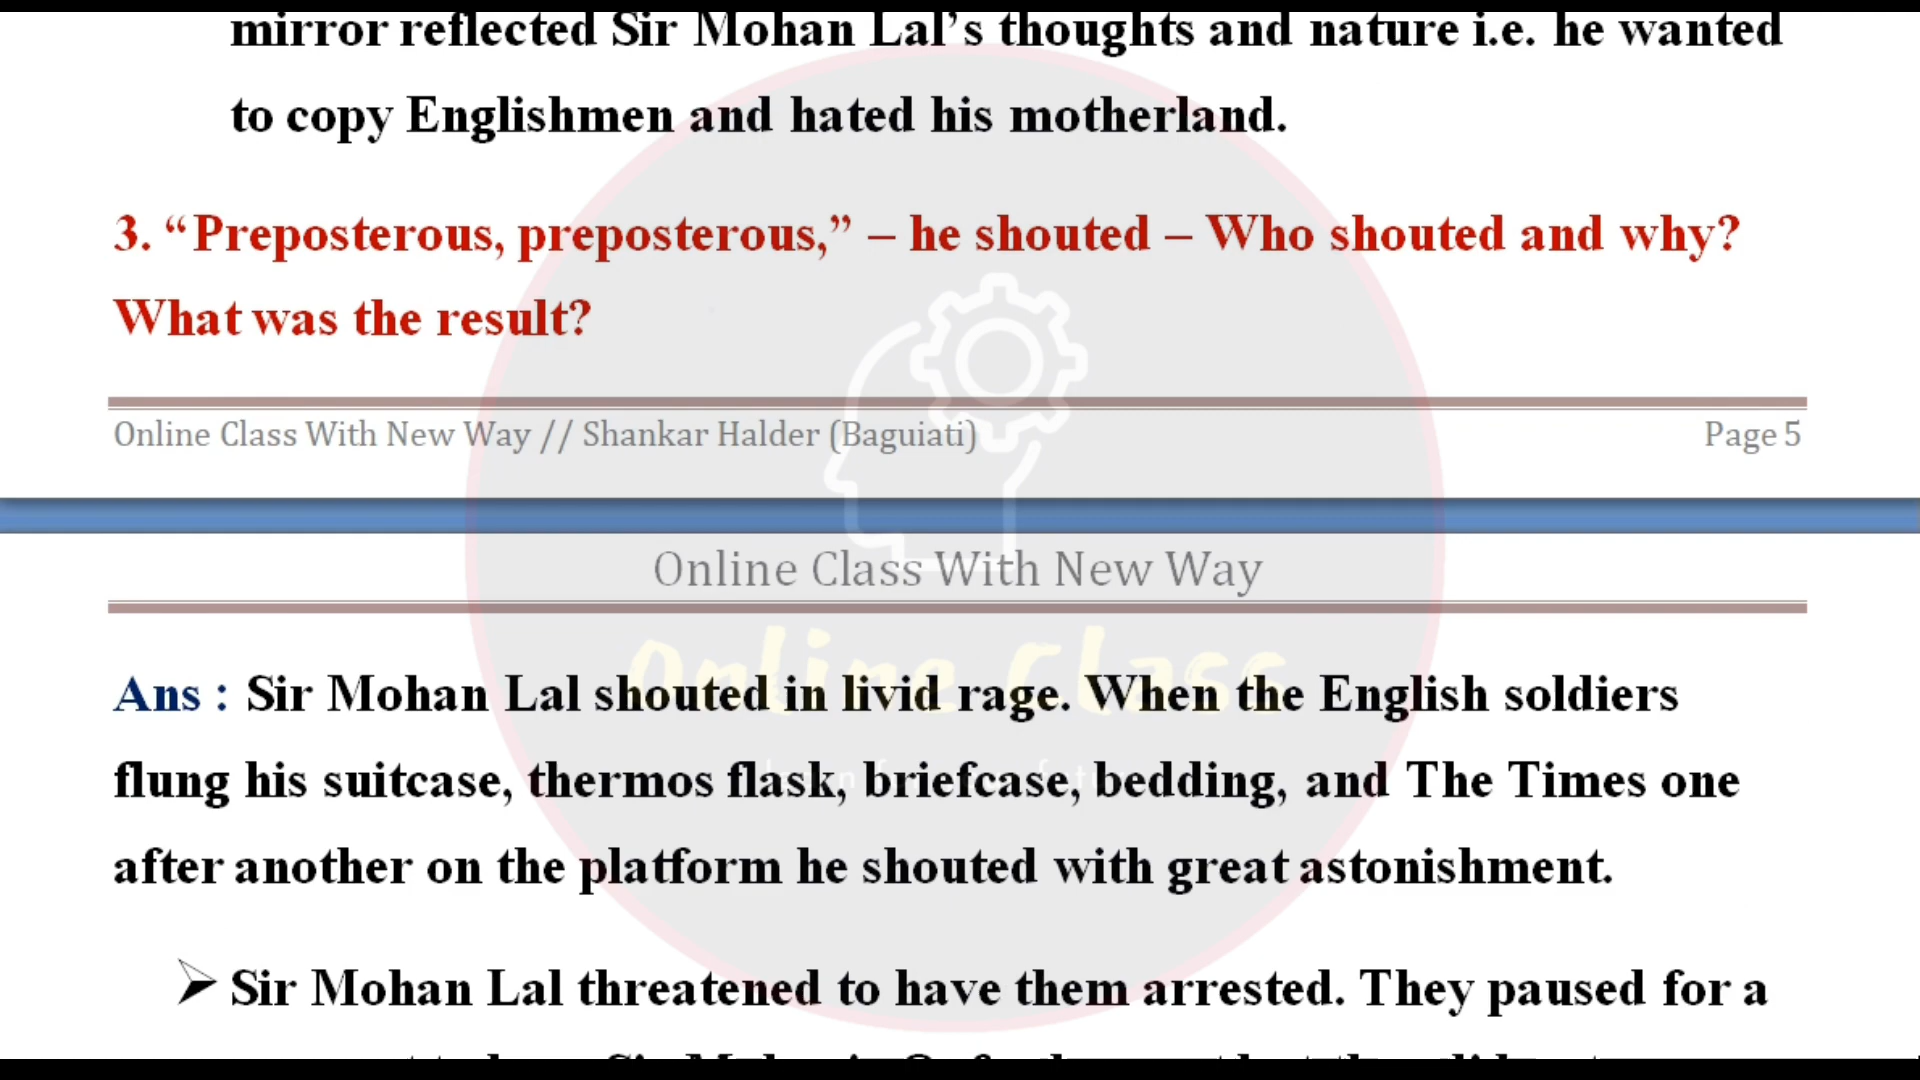 mirror reflected Sir Mohan Lal’s thoughts and nature i.e. he wanted
to copy Englishmen and hated his motherland.
3. “Preposterous, preposterous,” – he shouted – Who shouted and why?
What was the result?
Online Class With New Way // Shankar Halder (Baguiati)
Page 5
Online Class With New Way
Online Class
Ans : Sir Mohan Lal shouted in livid rage. When the English soldiers
flung his suitcase, thermos flask, briefcase, bedding, and The Times one
after another on the platform he shouted with great astonishment.
➢ Sir Mohan Lal threatened to have them arrested. They paused for a